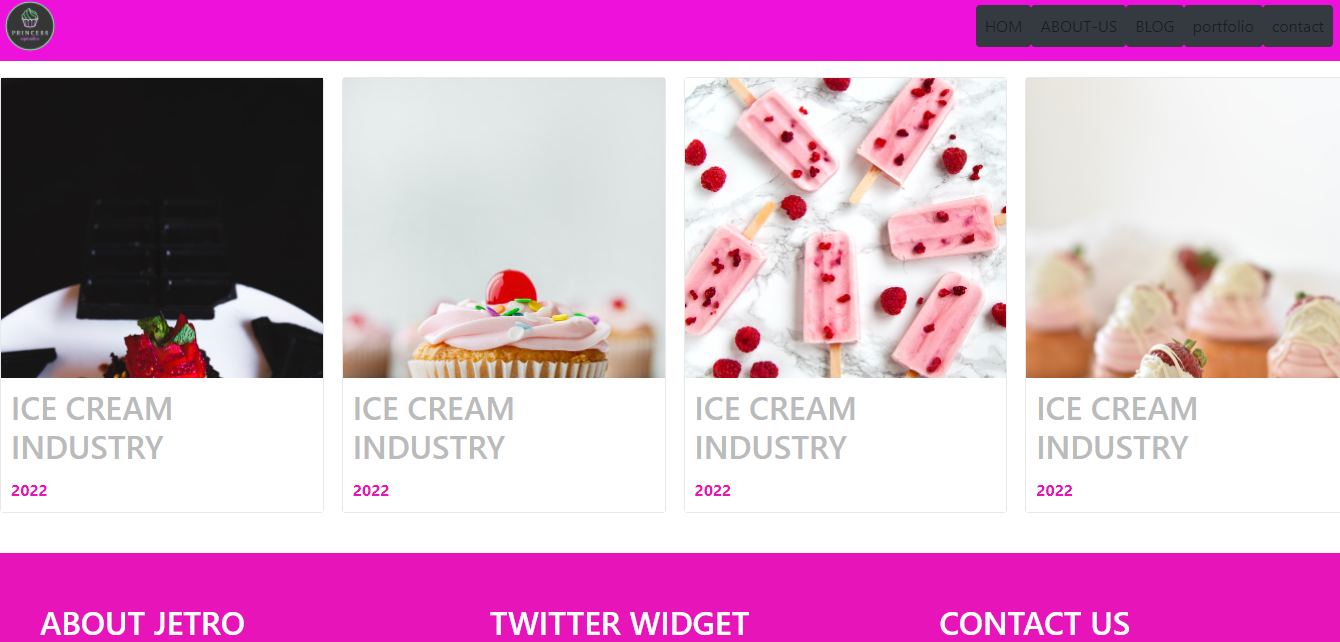 PRINCESS
HOM ABOUT-US BLOG portfolio contact
ICE CREAM
INDUSTRY
2022
ICE CREAM
INDUSTRY
2022
ICE CREAM
INDUSTRY
2022
ICE CREAM
INDUSTRY
2022
ABOUT JETRO
TWITTER WIDGET
CONTACT US